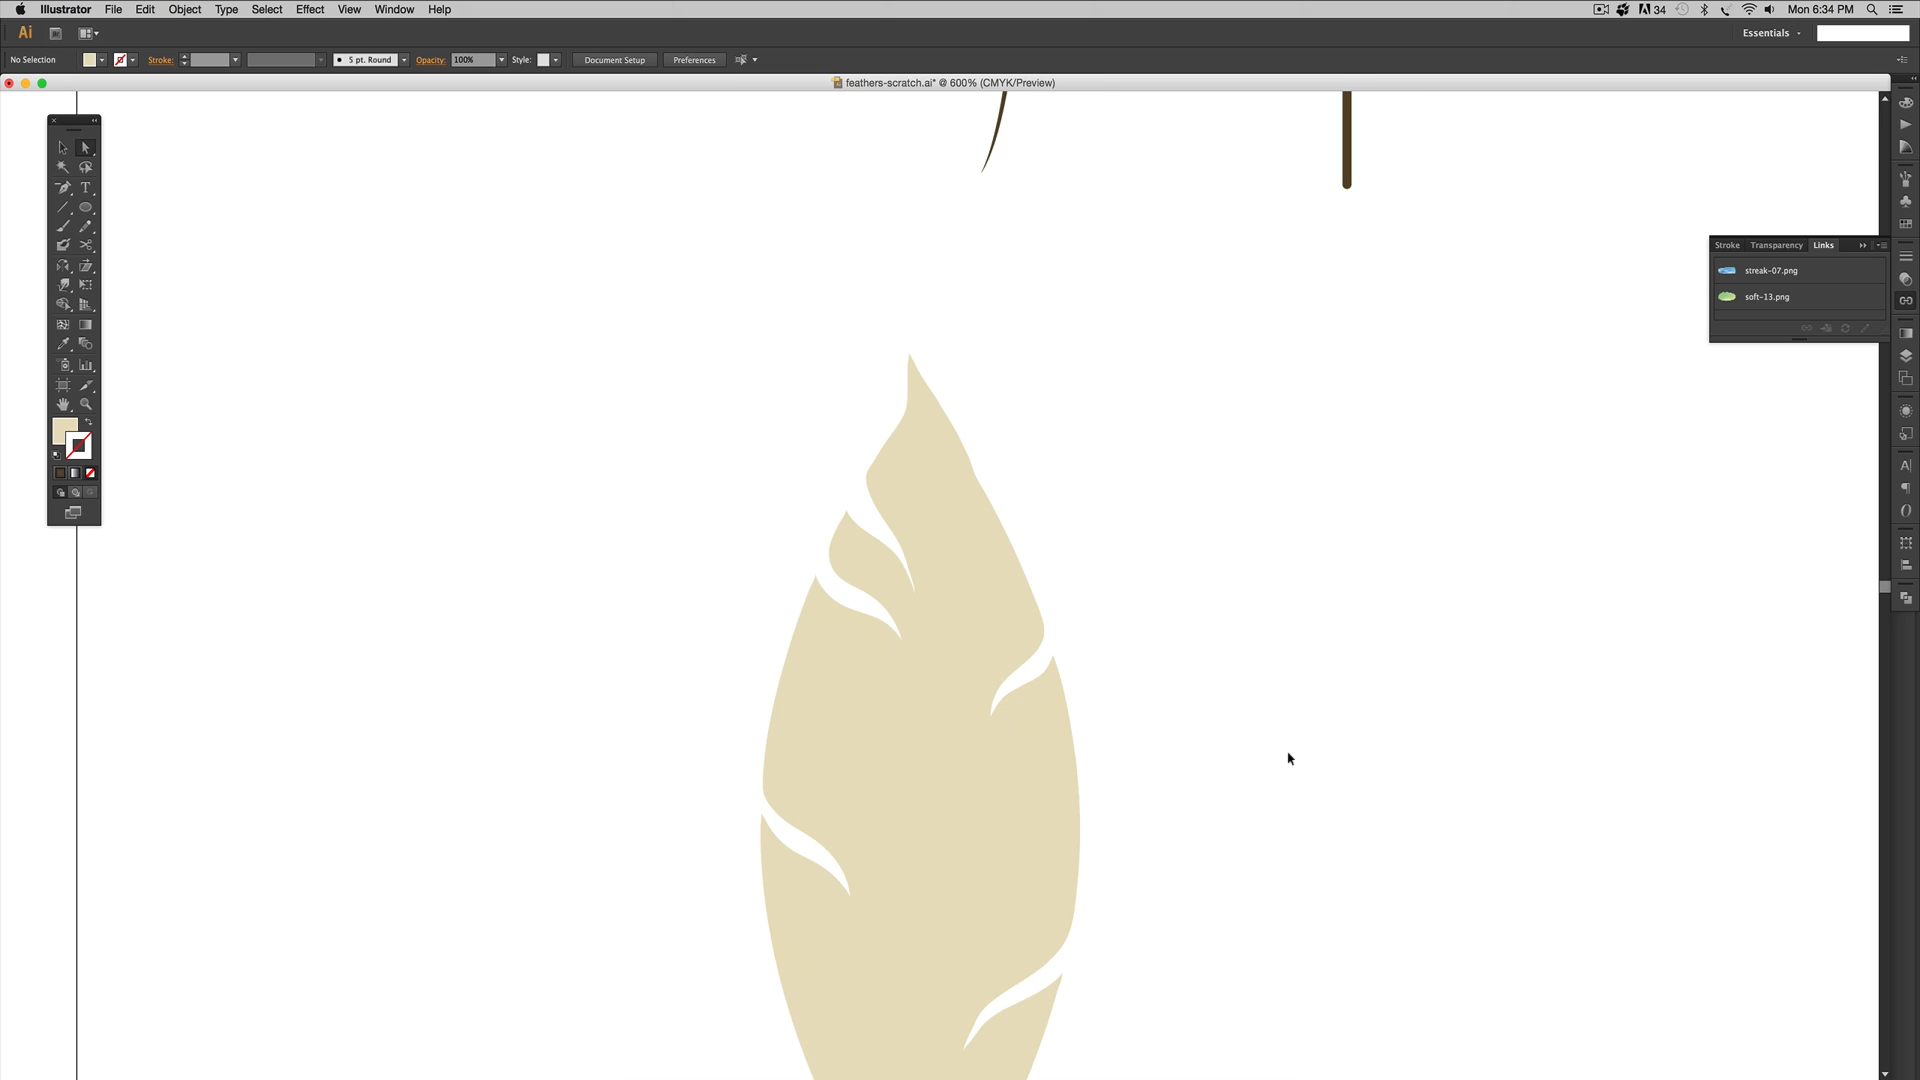 Illustrator File Edit Object Type Select Effect View Window Help 34 Mon 6:34 PM
Ai Br Essentials
No Selection Stroke: 5 pt. Round Opacity: 100% Style: Document Setup Preferences
feathers-scratch.ai* @ 600% (CMYK/Preview)
Stroke Transparency Links
streak-07.png
soft-13.png